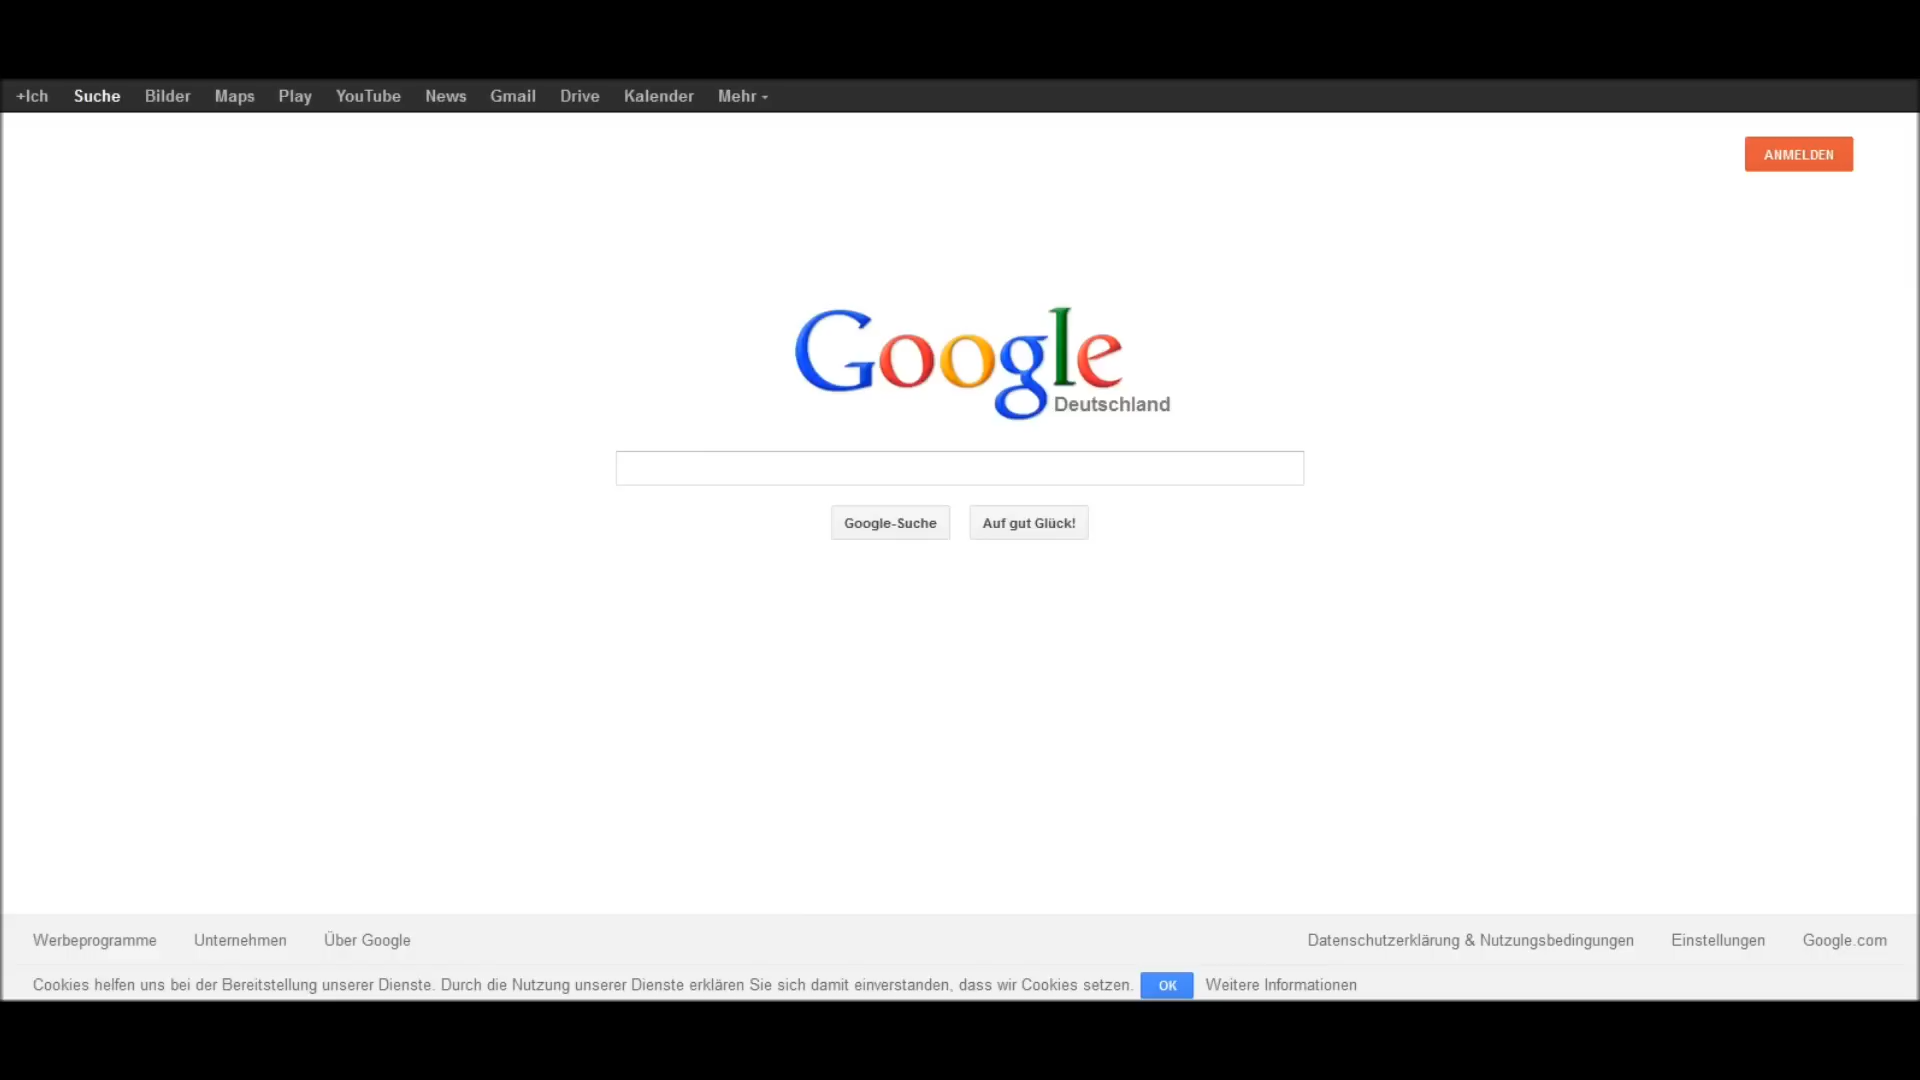 +Ich Suche Bilder Maps Play YouTube News Gmail Drive Kalender Mehr
ANMELDEN
Google
Deutschland
Google-Suche Auf gut Glück!
Werbeprogramme Unternehmen Über Google Datenschutzerklärung & Nutzungsbedingungen Einstellungen Google.com
Cookies helfen uns bei der Bereitstellung unserer Dienste. Durch die Nutzung unserer Dienste erklären Sie sich damit einverstanden, dass wir Cookies setzen. OK Weitere Informationen